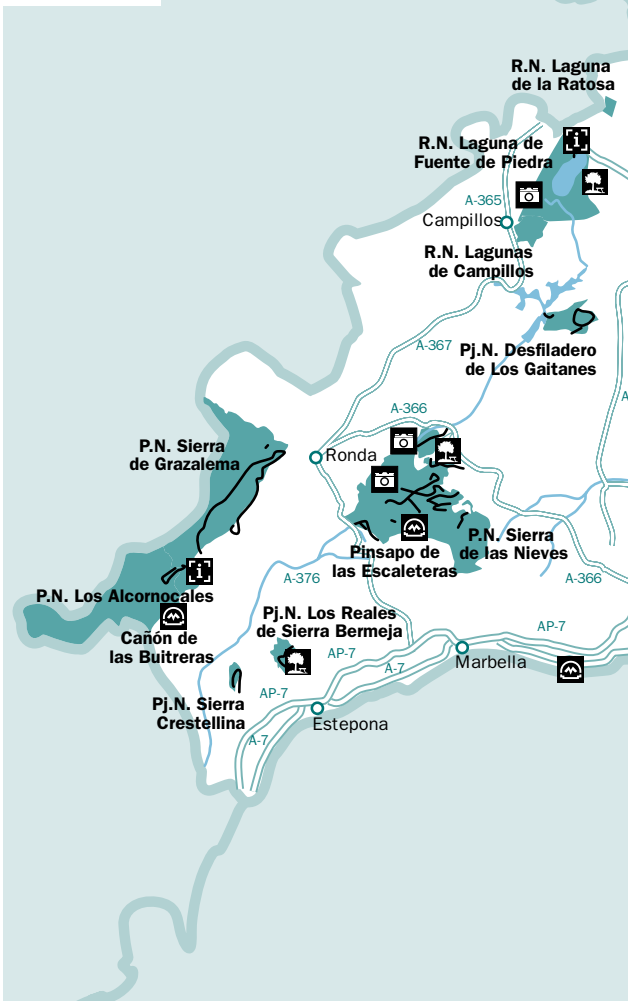 R.N. Laguna
de la Ratosa
R.N. Laguna de
Fuente de Piedra
A-365
Campillos
R.N. Lagunas
de Campillos
A-367
Pj.N. Desfiladero
de Los Gaitanes
A-366
P.N. Sierra
de Grazalema
Ronda
P.N. Sierra
de las Nieves
Pinsapo de
las Escaleteras
A-376
A-366
P.N. Los Alcornocales
Cañón de
las Buitreras
Pj.N. Los Reales
de Sierra Bermeja
AP-7
AP-7
Marbella
A-7
Pj.N. Sierra
Crestellina
AP-7
Estepona
A-7